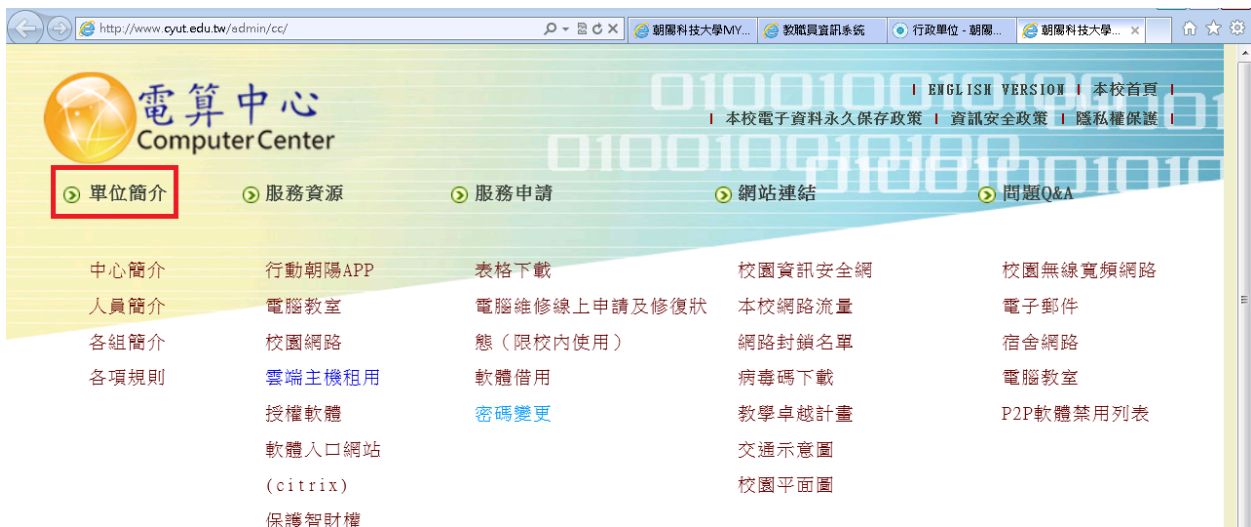 http://www.cyut.edu.tw/admin/cc/
朝陽科技大學MY...
教職員資訊系統
行政單位 - 朝陽...
朝陽科技大學...
電算中心
Computer Center
ENGLISH VERSION | 本校首頁 |
| 本校電子資料永久保存政策 | 資訊安全政策 | 隱私權保護 |
單位簡介 服務資源 服務申請 網站連結 問題Q&A
中心簡介 行動朝陽APP 表格下載 校園資訊安全網 校園無線寬頻網路
人員簡介 電腦教室 電腦維修線上申請及修復狀 本校網路流量 電子郵件
各組簡介 校園網路 態（限校內使用） 網路封鎖名單 宿舍網路
各項規則 雲端主機租用 軟體借用 病毒碼下載 電腦教室
授權軟體 密碼變更 教學卓越計畫 P2P軟體禁用列表
軟體入口網站 交通示意圖
(citrix) 校園平面圖
保護智財權